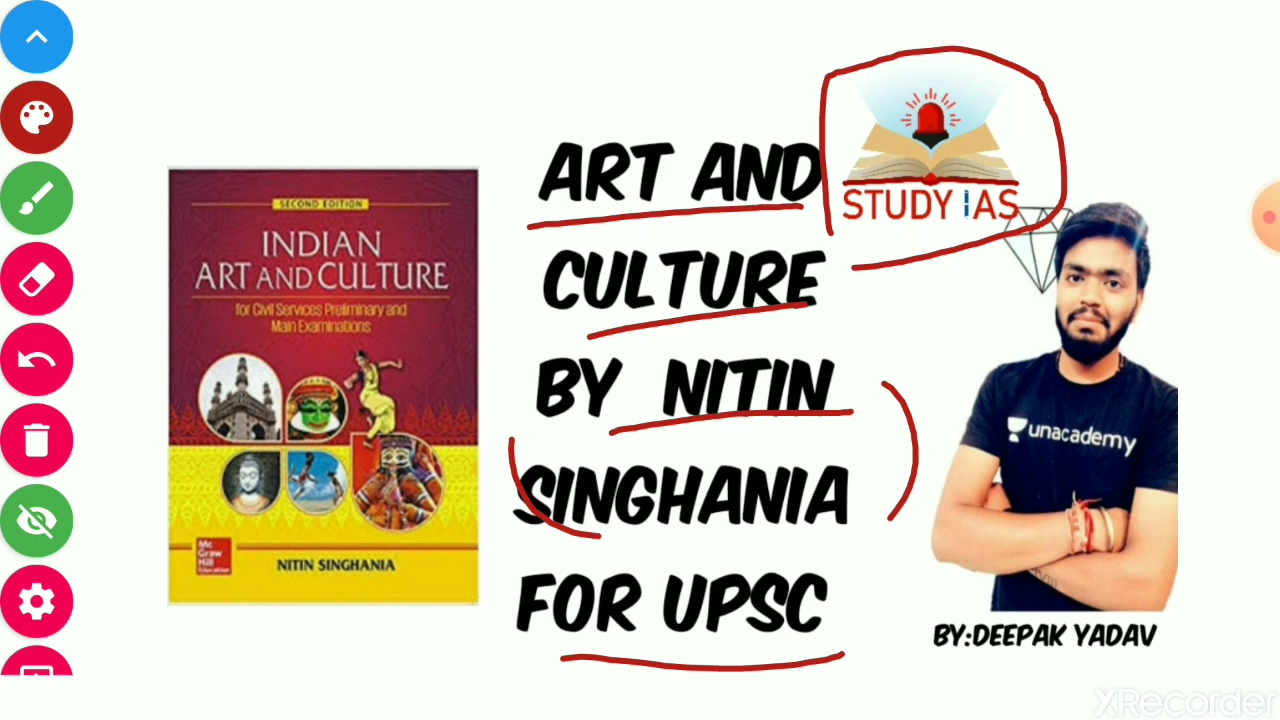 SECOND EDITION
INDIAN
ART AND CULTURE
for Civil Services Preliminary and
Main Examinations
Mc
Graw
Hill
Education
NITIN SINGHANIA
ART AND
CULTURE
BY NITIN
SINGHANIA
FOR UPSC
STUDY IAS
unacademy
BY:DEEPAK YADAV
XRecorder